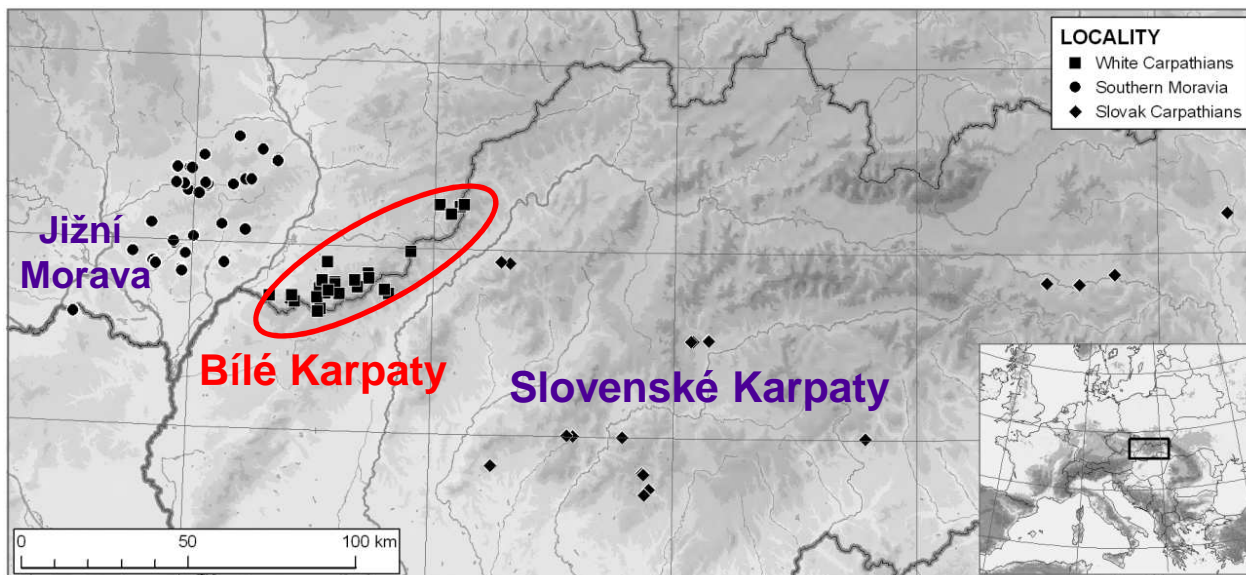 LOCALITY
White Carpathians
Southern Moravia
Slovak Carpathians
Jižní
Morava
Bílé Karpaty
Slovenské Karpaty
0 50 100 km